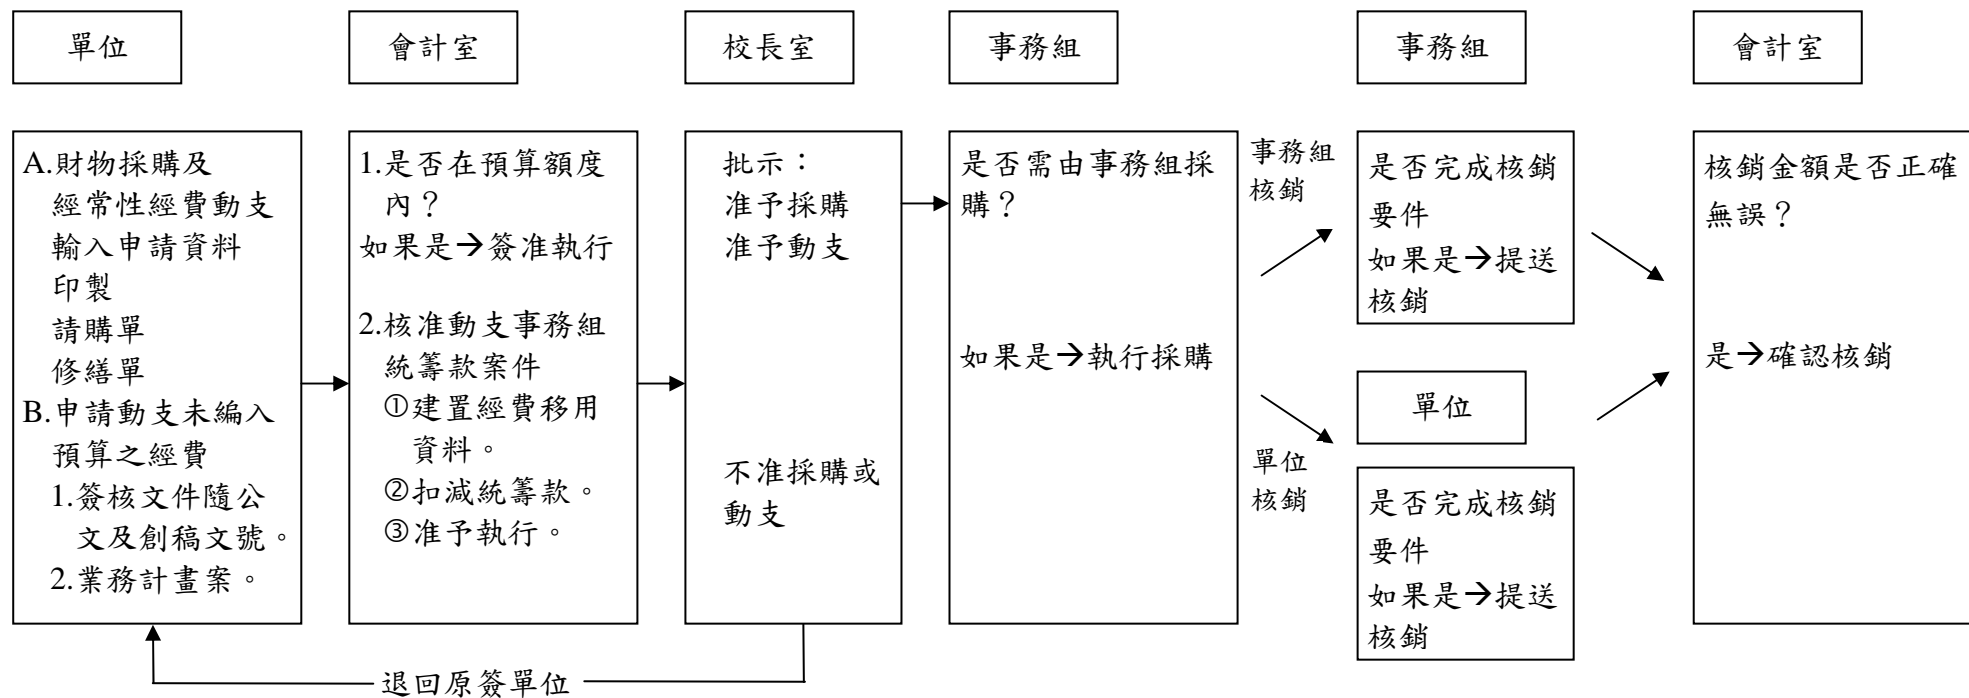 單位
會計室
校長室
事務組
事務組
會計室
A.財物採購及
經常性經費動支
輸入申請資料
印製
請購單
修繕單
B.申請動支未編入
預算之經費
1.簽核文件隨公
文及創稿文號。
2.業務計畫案。
1.是否在預算額度
內？
如果是→簽准執行
2.核准動支事務組
統籌款案件
①建置經費移用
資料。
②扣減統籌款。
③准予執行。
批示：
准予採購
准予動支
不准採購或
動支
是否需由事務組採
購？
如果是→執行採購
事務組
核銷
單位
核銷
是否完成核銷
要件
如果是→提送
核銷
單位
是否完成核銷
要件
如果是→提送
核銷
核銷金額是否正確
無誤？
是→確認核銷
退回原簽單位